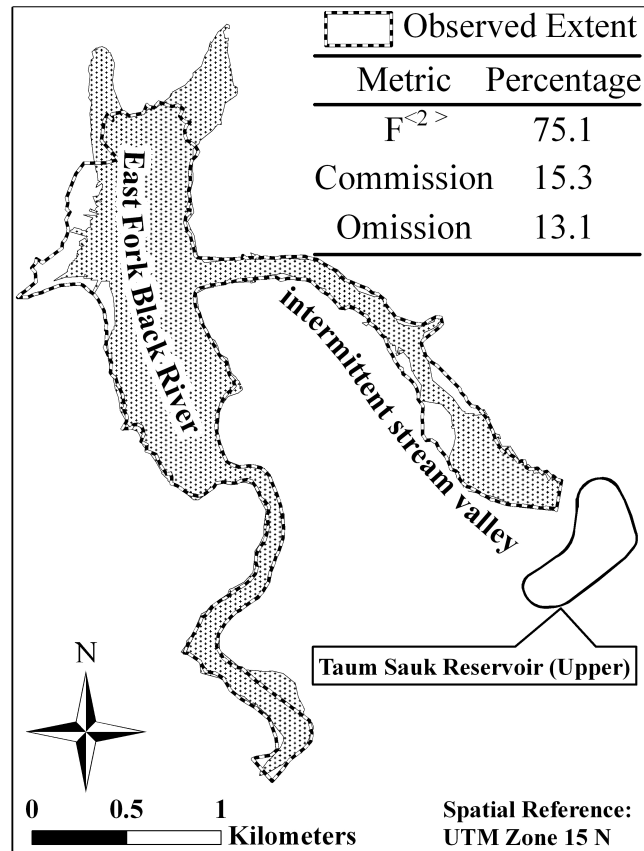 Observed Extent
Metric Percentage
F<2 > 75.1
Commission 15.3
Omission 13.1
East Fork Black River
intermittent stream valley
Taum Sauk Reservoir (Upper)
N
0 0.5 1
Kilometers
Spatial Reference:
UTM Zone 15 N